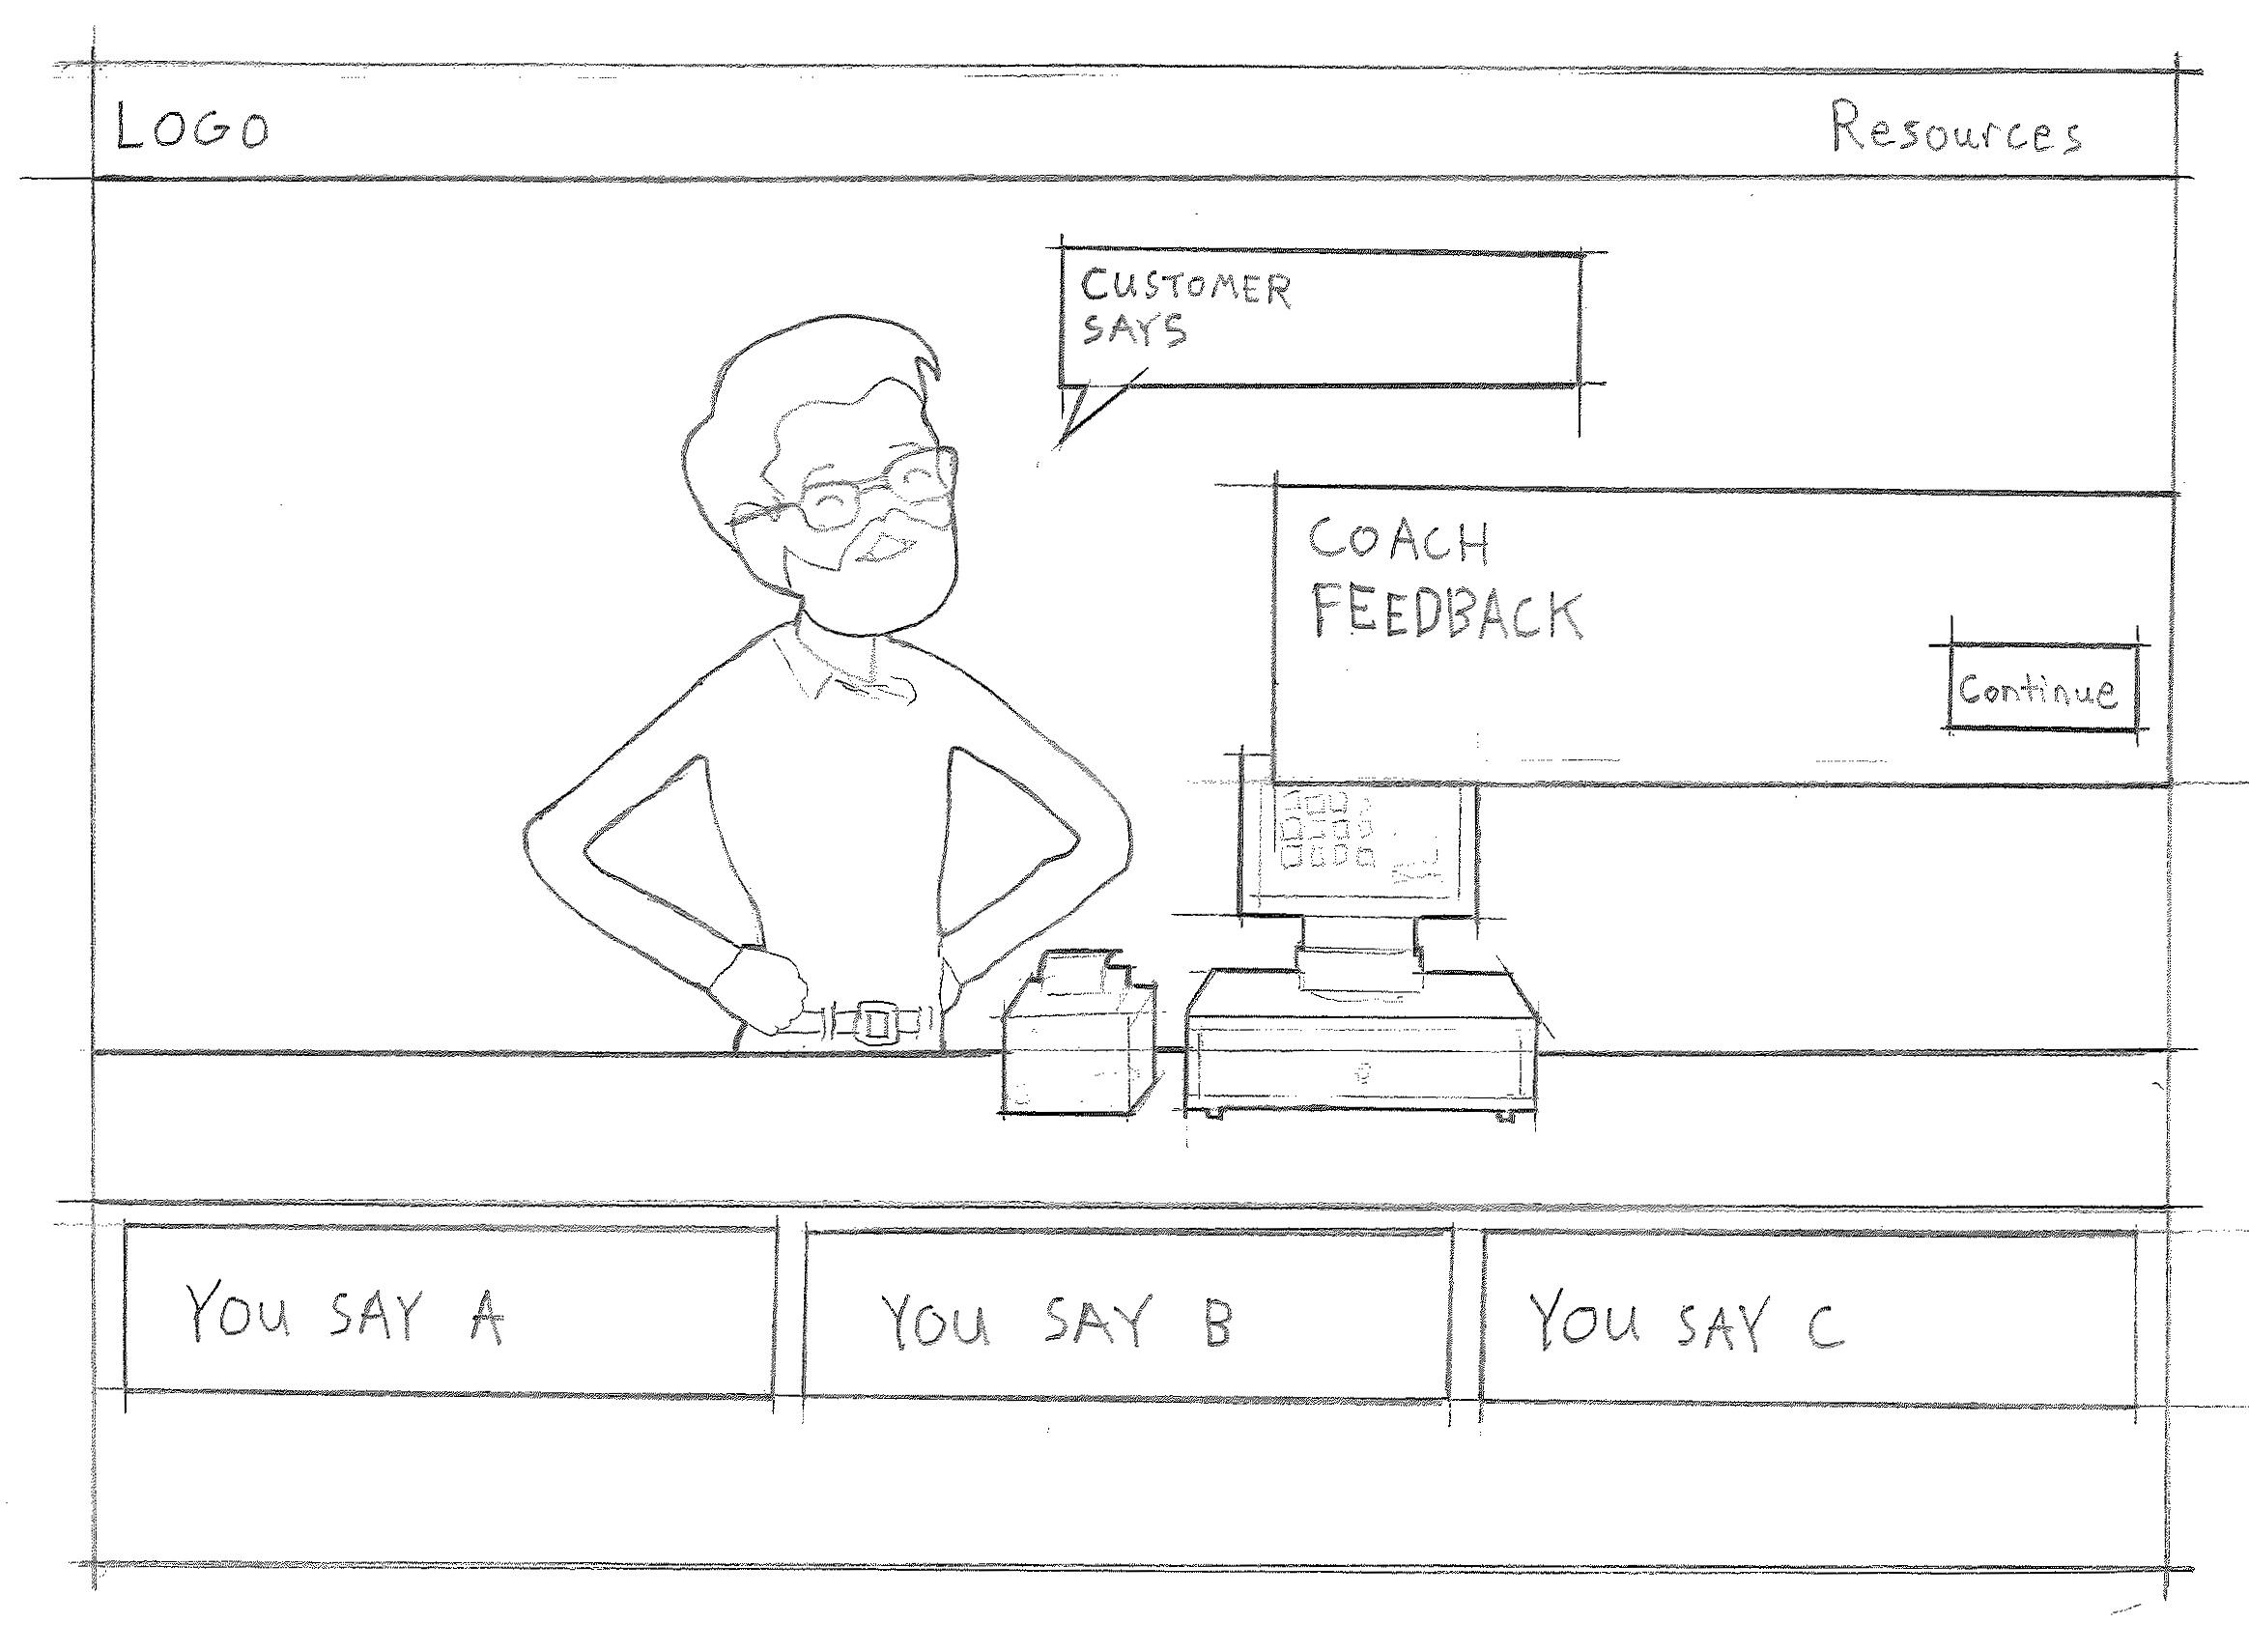 LOGO
Resources
CUSTOMER
SAYS
COACH
FEEDBACK
Continue
YOU SAY A
YOU SAY B
YOU SAY C